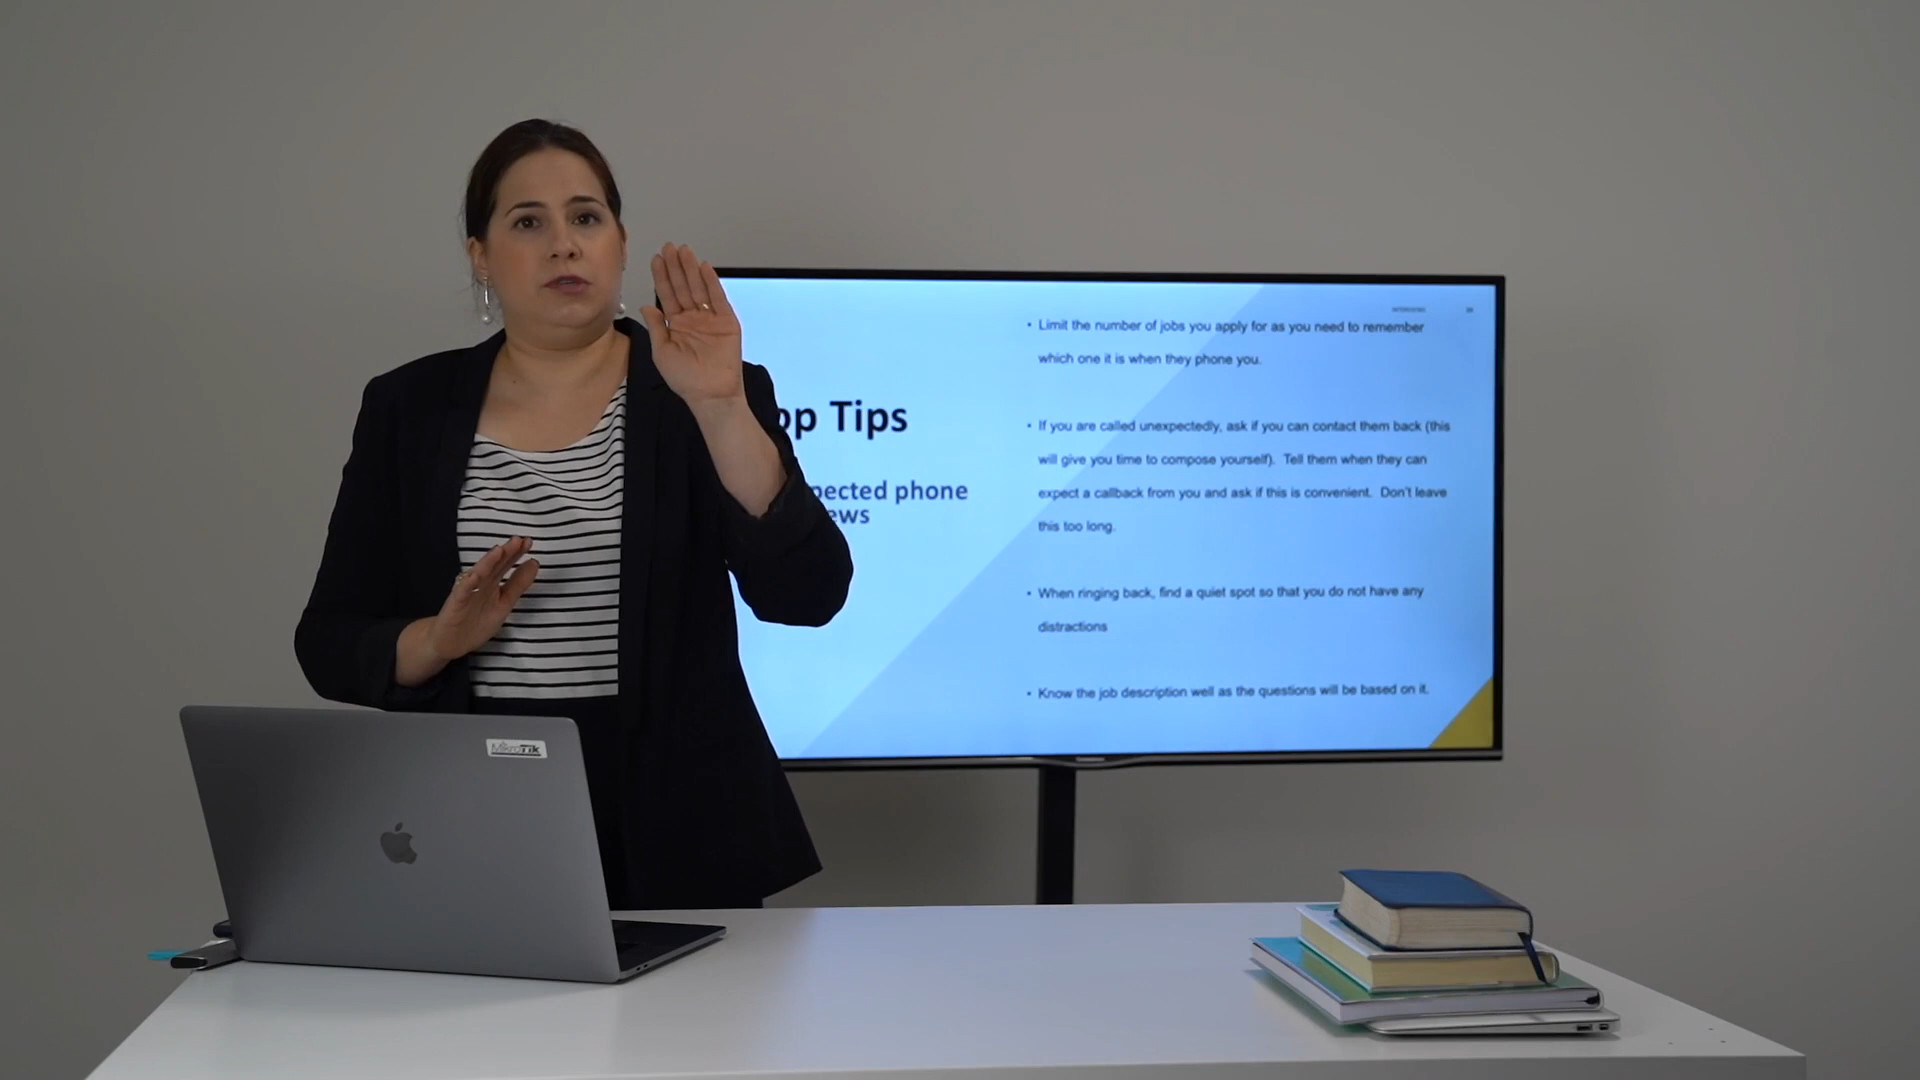 INTERVIEWS
op Tips
pected phone
ews
• Limit the number of jobs you apply for as you need to remember
which one it is when they phone you.
• If you are called unexpectedly, ask if you can contact them back (this
will give you time to compose yourself). Tell them when they can
expect a callback from you and ask if this is convenient. Don't leave
this too long.
• When ringing back, find a quiet spot so that you do not have any
distractions
• Know the job description well as the questions will be based on it.
MikroTik